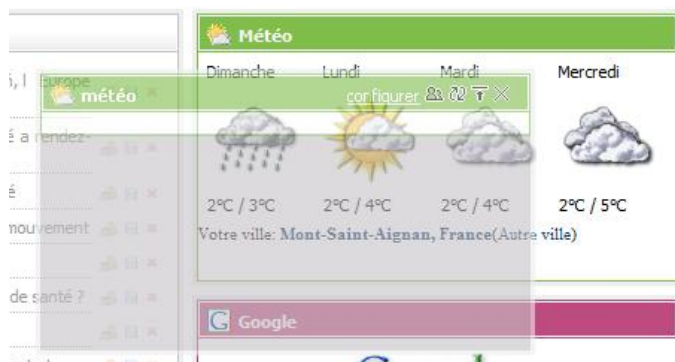 Météo
Dimanche Lundi Mardi Mercredi
, l Europe
météo configurer
é a rendez-
é
2°C / 3°C 2°C / 4°C 2°C / 4°C 2°C / 5°C
mouvement
Votre ville: Mont-Saint-Aignan, France(Autre ville)
de santé ?
G Google